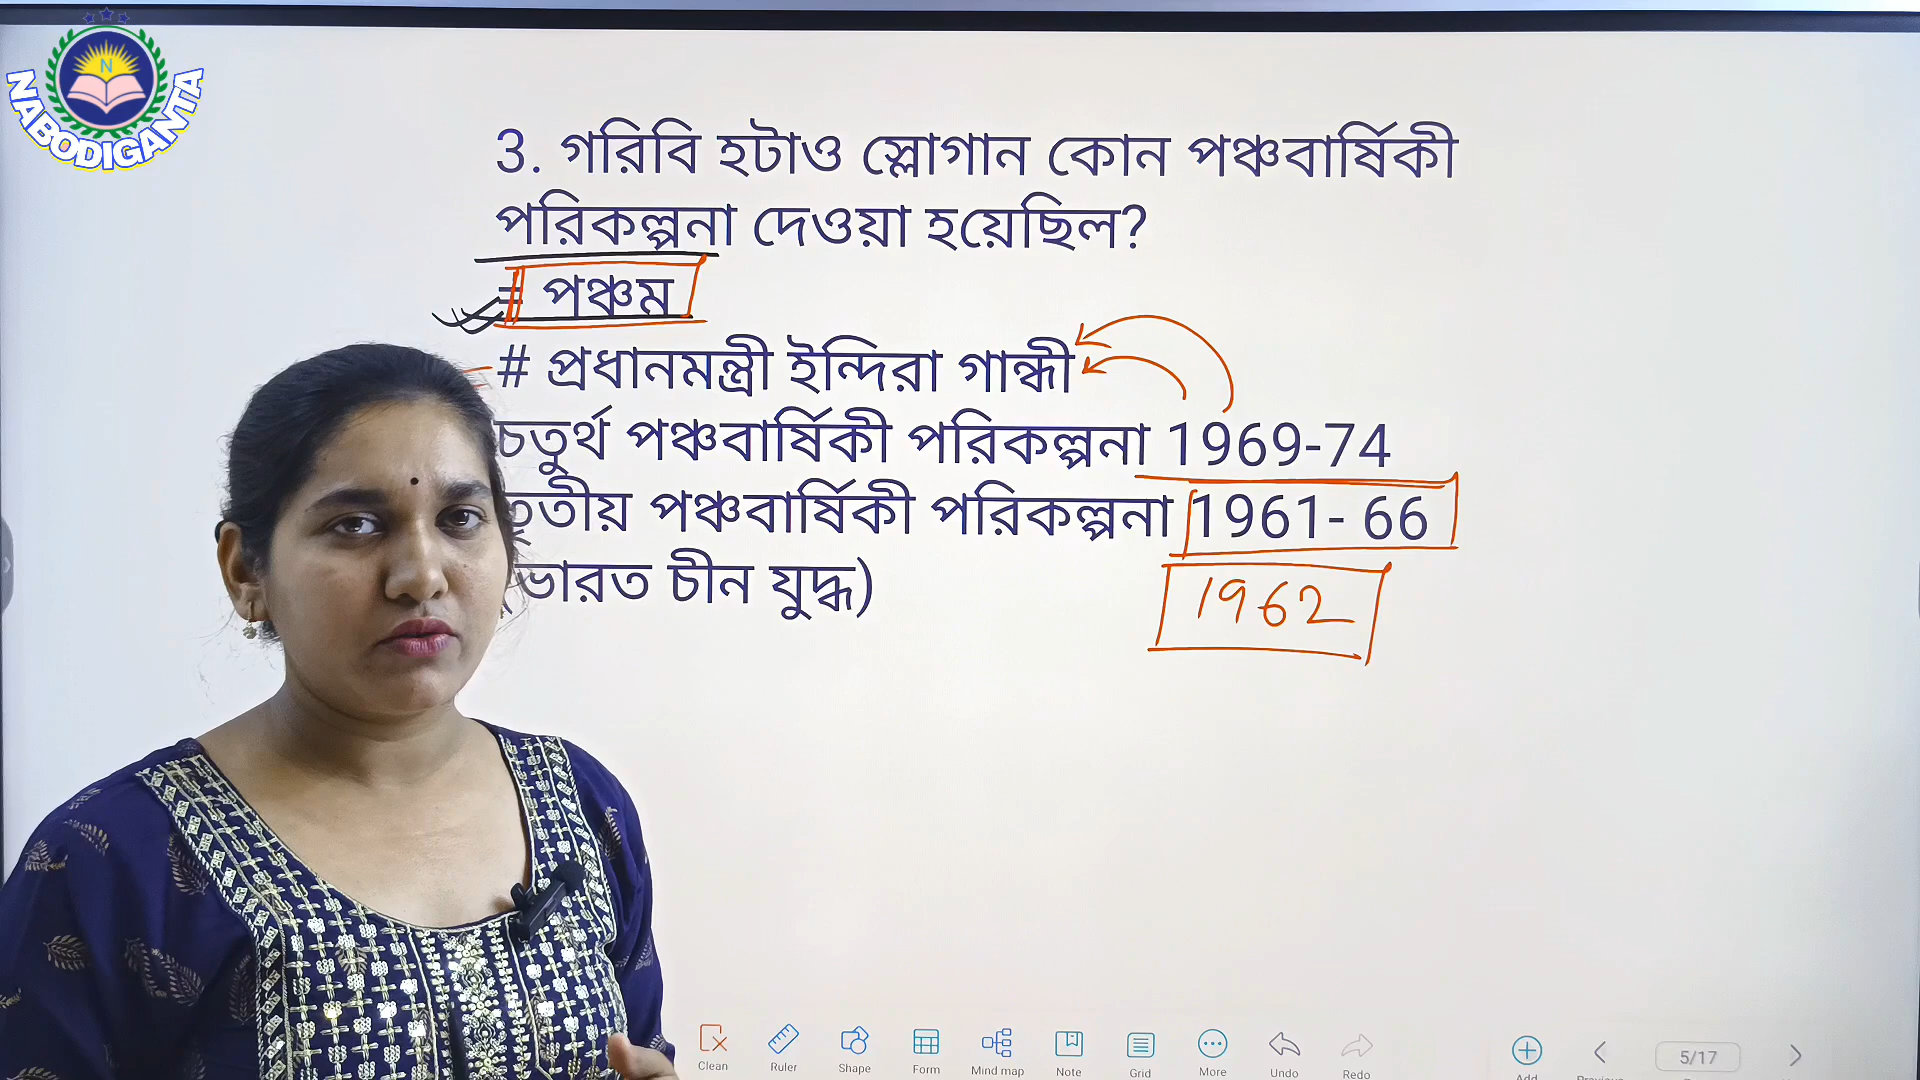 NABODIGANTA
N
3. গরিবি হটাও স্লোগান কোন পঞ্চবার্ষিকী
পরিকল্পনা দেওয়া হয়েছিল?
= পঞ্চম
# প্রধানমন্ত্রী ইন্দিরা গান্ধী
চতুর্থ পঞ্চবার্ষিকী পরিকল্পনা 1969-74
তৃতীয় পঞ্চবার্ষিকী পরিকল্পনা 1961- 66
(ভারত চীন যুদ্ধ)
1962
Clean Ruler Shape Form Mind map Note Grid More Undo Redo Add 5/17